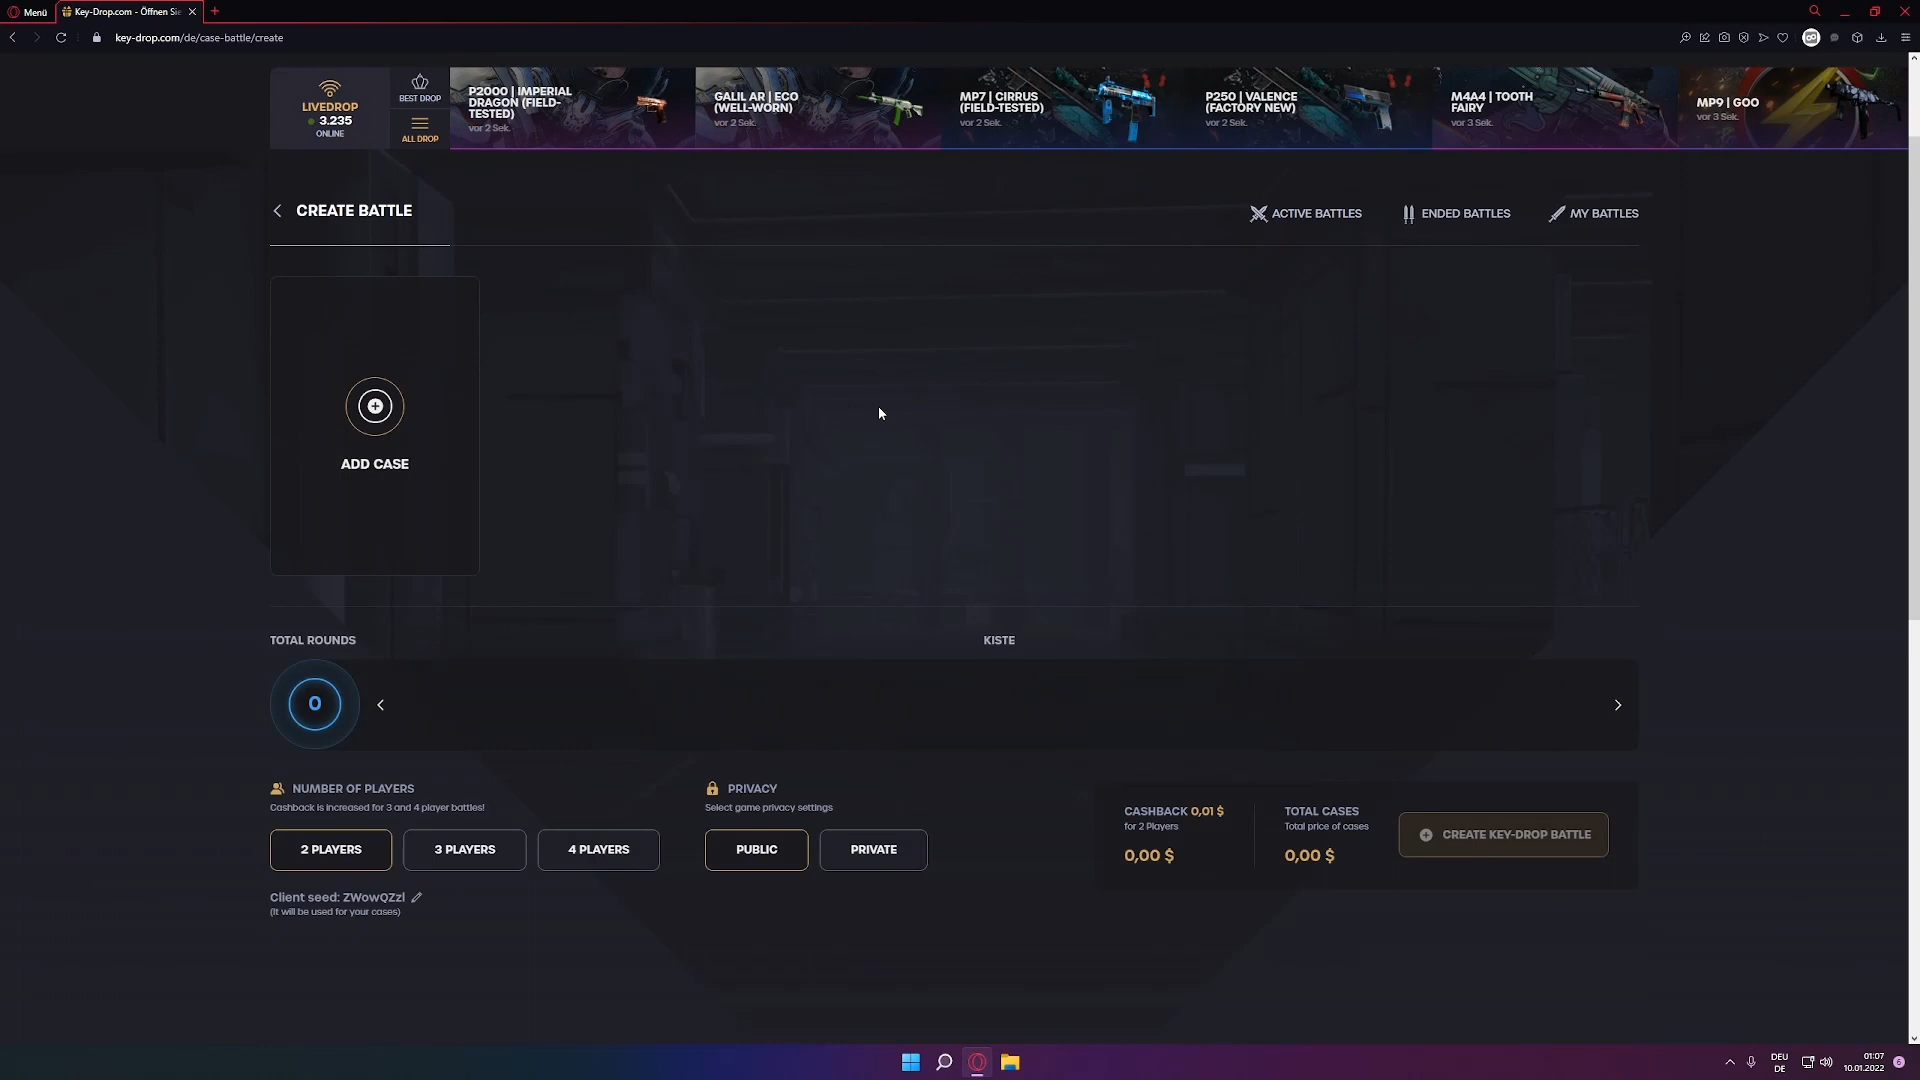 Menü
Key-Drop.com - Öffnen Sie
key-drop.com/de/case-battle/create
LIVEDROP
3.235
ONLINE
BEST DROP
ALL DROP
P2000 | IMPERIAL
DRAGON (FIELD-
TESTED)
vor 2 Sek.
GALIL AR | ECO
(WELL-WORN)
vor 2 Sek.
MP7 | CIRRUS
(FIELD-TESTED)
vor 2 Sek.
P250 | VALENCE
(FACTORY NEW)
vor 2 Sek.
M4A4 | TOOTH
FAIRY
vor 3 Sek.
MP9 | GOO
vor 3 Sek.
CREATE BATTLE
ACTIVE BATTLES
ENDED BATTLES
MY BATTLES
ADD CASE
TOTAL ROUNDS
KISTE
0
NUMBER OF PLAYERS
Cashback is increased for 3 and 4 player battles!
2 PLAYERS
3 PLAYERS
4 PLAYERS
PRIVACY
Select game privacy settings
PUBLIC
PRIVATE
CASHBACK 0,01 $
for 2 Players
0,00 $
TOTAL CASES
Total price of cases
0,00 $
CREATE KEY-DROP BATTLE
Client seed: ZWowQZzl
(It will be used for your cases)
DEU
DE
01:07
10.01.2022
6